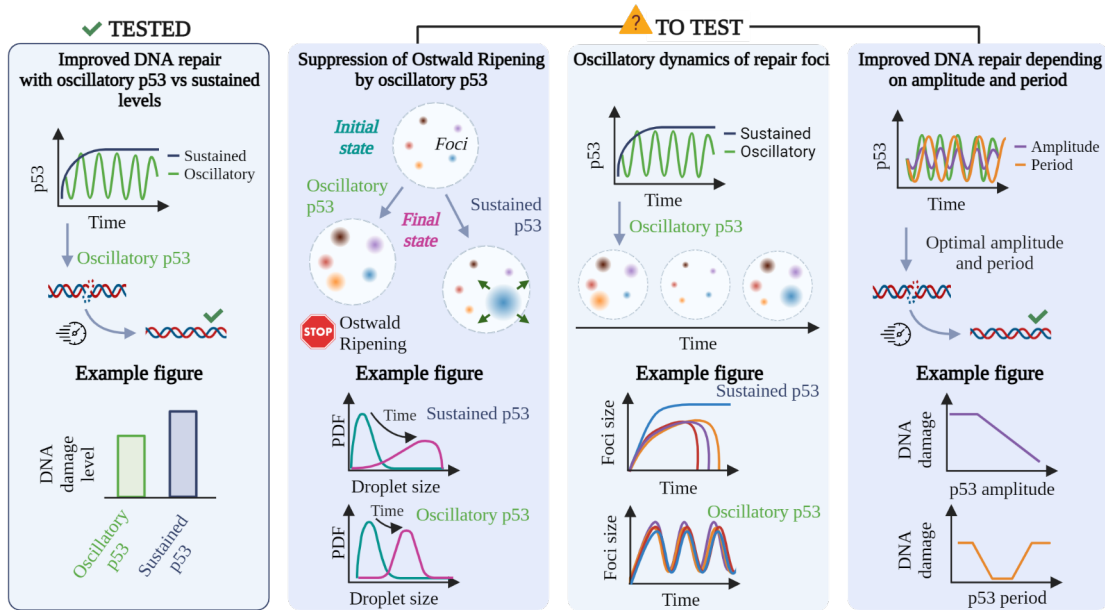 TESTED
? TO TEST
Improved DNA repair
with oscillatory p53 vs sustained
levels
p53
Sustained
Oscillatory
Time
Oscillatory p53
Example figure
DNA
damage
level
Oscillatory
p53
Sustained
p53
Suppression of Ostwald Ripening
by oscillatory p53
Initial
state
Foci
Oscillatory
p53
Final
state
Sustained
p53
STOP
Ostwald
Ripening
Example figure
PDF
Time
Sustained p53
Droplet size
PDF
Time
Oscillatory p53
Droplet size
Oscillatory dynamics of repair foci
p53
Sustained
Oscillatory
Time
Oscillatory p53
Time
Example figure
Sustained p53
Foci size
Time
Oscillatory p53
Foci size
Time
Improved DNA repair depending
on amplitude and period
p53
Amplitude
Period
Time
Optimal amplitude
and period
Example figure
DNA
damage
p53 amplitude
DNA
damage
p53 period